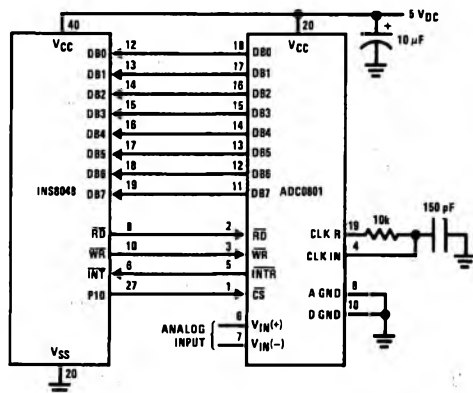 40
20
5 VDC
VCC
VCC
+
10 µF
DB0 12 18 DB0
DB1 13 17 DB1
DB2 14 16 DB2
DB3 15 15 DB3
DB4 16 14 DB4
DB5 17 13 DB5
DB6 18 12 DB6
DB7 19 11 DB7
INS8048
ADC0801
150 pF
RD 8 2 RD
CLK R 19 10k
WR 10 3 WR
CLK IN 4
INT 6 5 INTR
P10 27 1 CS
A GND 8
D GND 10
ANALOG INPUT
6 VIN(+)
7 VIN(−)
VSS
20